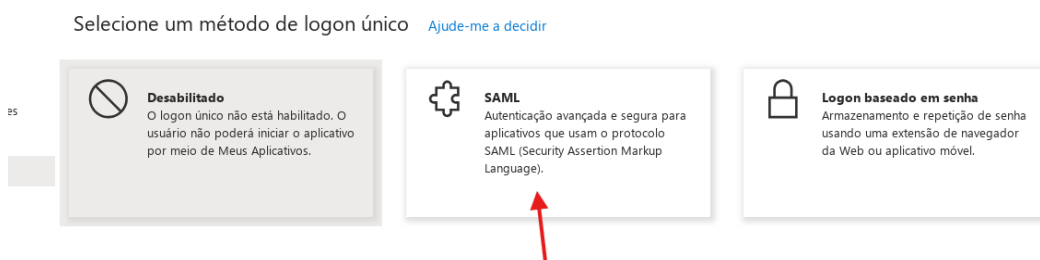 Selecione um método de logon único Ajude-me a decidir
Desabilitado
O logon único não está habilitado. O
usuário não poderá iniciar o aplicativo
por meio de Meus Aplicativos.
SAML
Autenticação avançada e segura para
aplicativos que usam o protocolo
SAML (Security Assertion Markup
Language).
Logon baseado em senha
Armazenamento e repetição de senha
usando uma extensão de navegador
da Web ou aplicativo móvel.